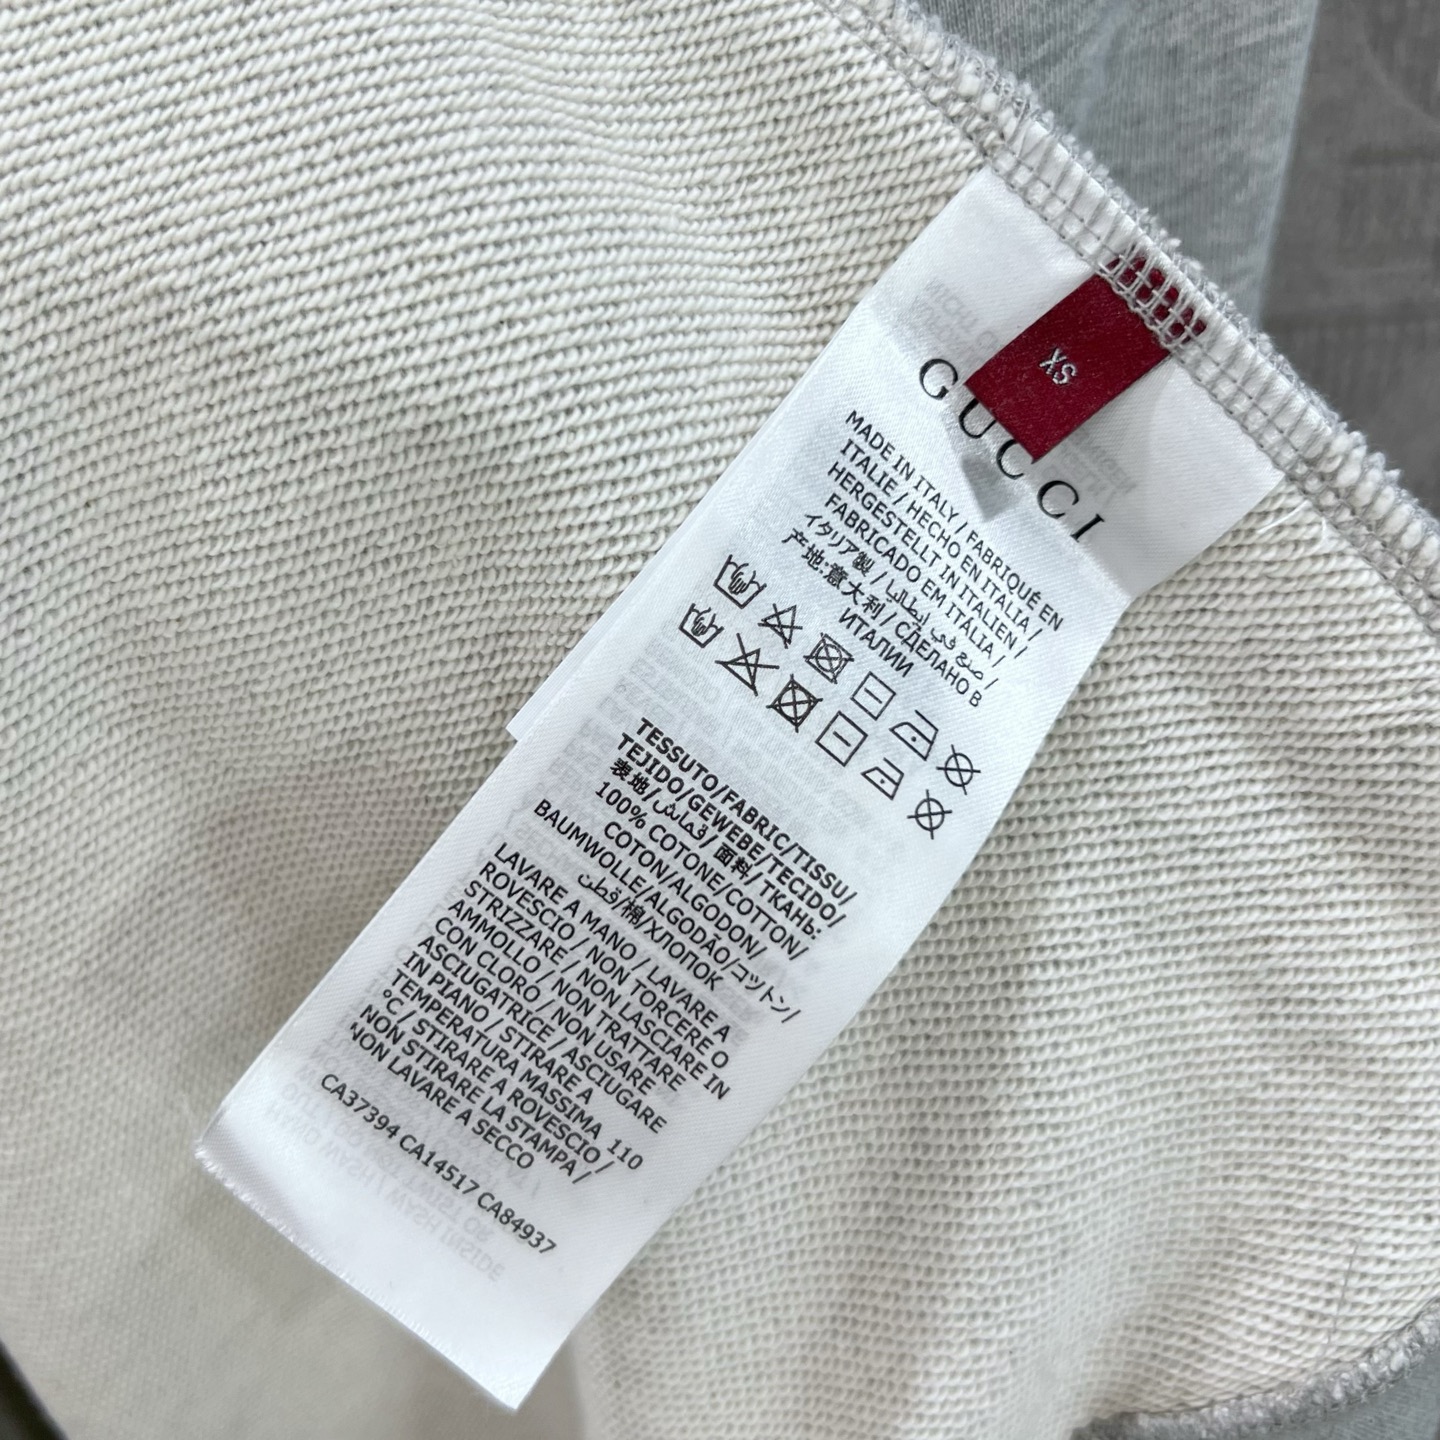 XS
GUCCI
MADE IN ITALY / FABRIQUÉ EN
ITALIE / HECHO EN ITALIA /
HERGESTELLT IN ITALIEN /
FABRICADO EM ITÁLIA /
イタリア製 / صنع في إيطاليا /
产地:意大利 / СДЕЛАНО В
ИТАЛИИ
TESSUTO/FABRIC/TISSU/
TEJIDO/GEWEBE/TECIDO/
表地/قماش/ 面料/ТКАНЬ:
100% COTONE/COTTON/
COTON/ALGODON/
BAUMWOLLE/ALGODÃO/コットン/
قطن/棉/ХЛОПОК
LAVARE A MANO / LAVARE A
ROVESCIO / NON TORCERE O
STRIZZARE / NON LASCIARE IN
AMMOLLO / NON TRATTARE
CON CLORO / NON USARE
ASCIUGATRICE / ASCIUGARE
IN PIANO / STIRARE A
TEMPERATURA MASSIMA 110
°C / STIRARE A ROVESCIO /
NON STIRARE LA STAMPA /
NON LAVARE A SECCO
CA37394 CA14517 CA84937